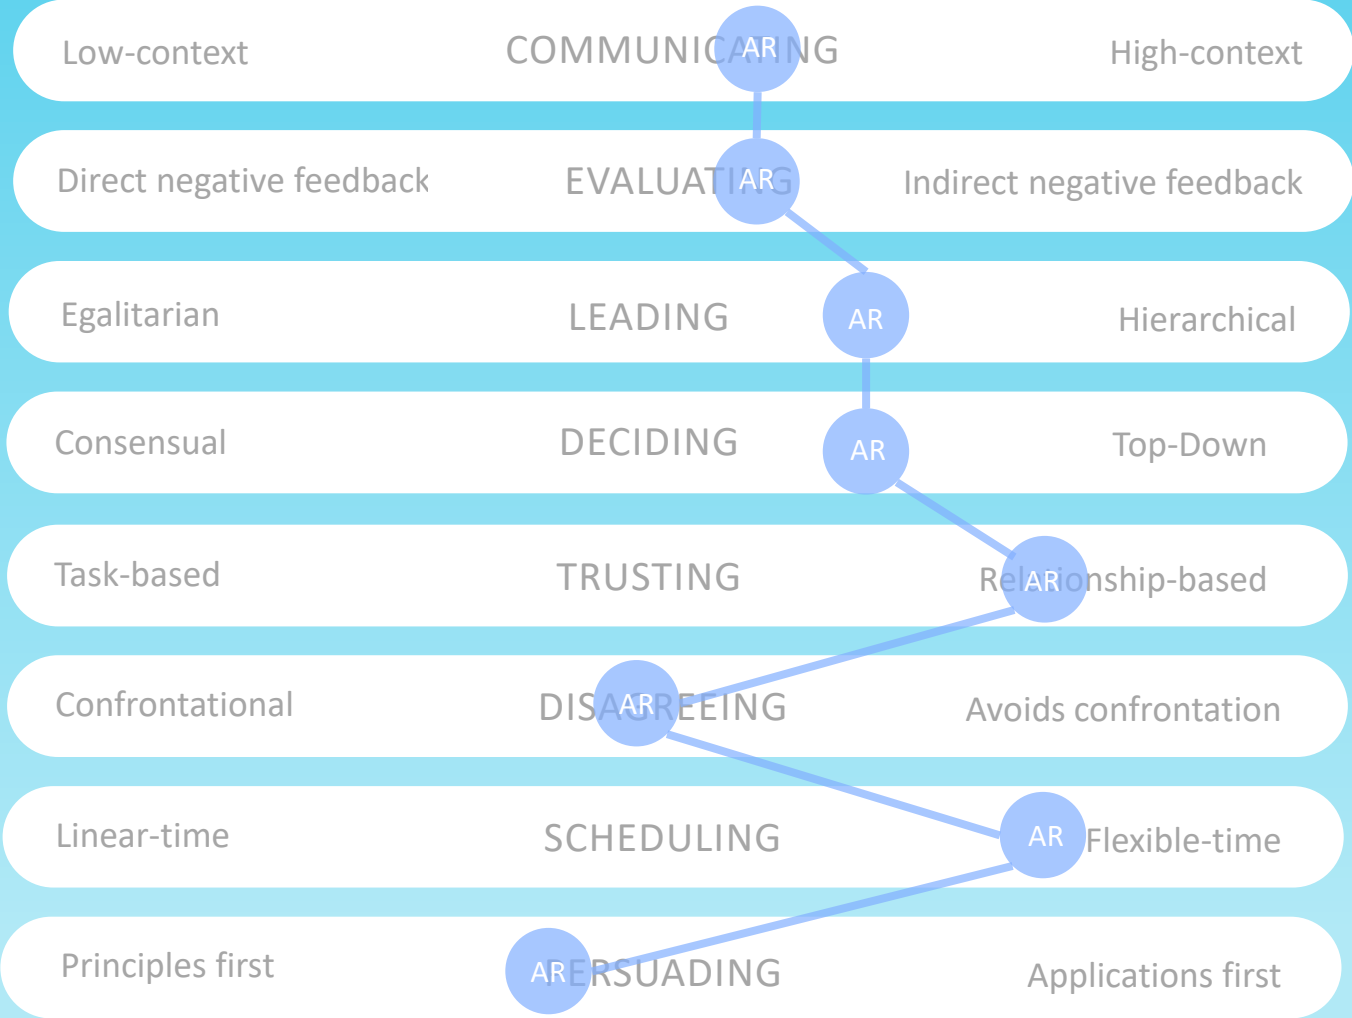 Low-context COMMUNICATING AR High-context
Direct negative feedback EVALUATING AR Indirect negative feedback
Egalitarian LEADING AR Hierarchical
Consensual DECIDING AR Top-Down
Task-based TRUSTING Relationship-based AR
Confrontational DISAGREEING AR Avoids confrontation
Linear-time SCHEDULING AR Flexible-time
Principles first AR PERSUADING Applications first